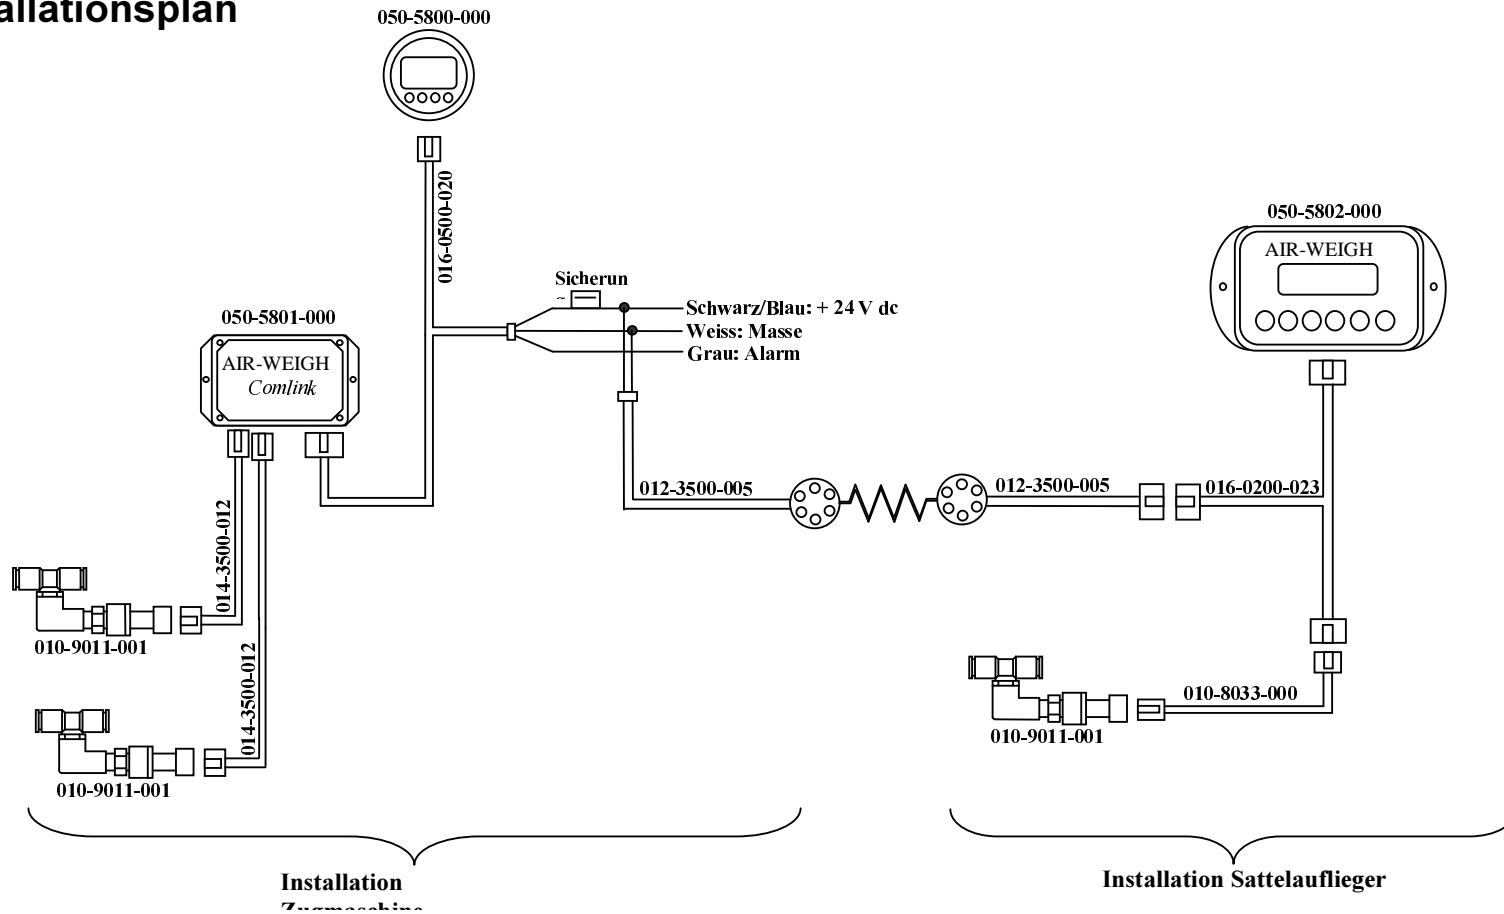 allationsplan
050-5800-000
016-0500-020
050-5802-000
AIR-WEIGH
Sicherun
Schwarz/Blau: + 24 V dc
Weiss: Masse
Grau: Alarm
050-5801-000
AIR-WEIGH
Comlink
012-3500-005
012-3500-005
016-0200-023
014-3500-012
010-9011-001
014-3500-012
010-9011-001
010-8033-000
010-9011-001
Installation
Zugmaschine
Installation Sattelauflieger